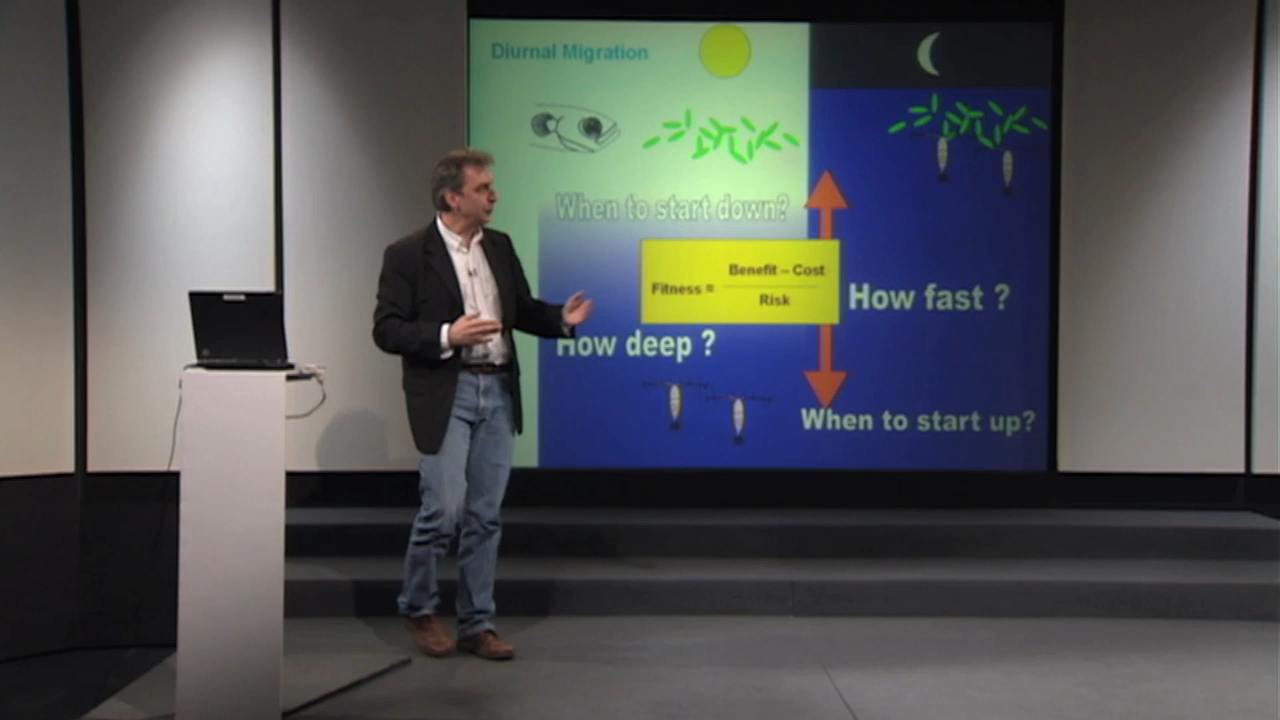 Diurnal Migration
When to start down?
Fitness = Benefit – Cost
Risk
How fast ?
How deep ?
When to start up?